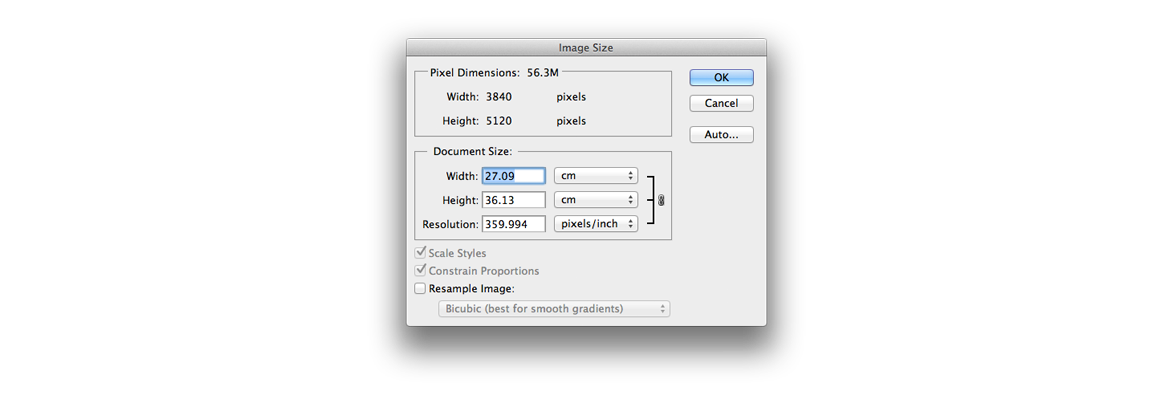 Image Size
Pixel Dimensions: 56.3M
Width: 3840 pixels
Height: 5120 pixels
Document Size:
Width: 27.09 cm
Height: 36.13 cm
Resolution: 359.994 pixels/inch
Scale Styles
Constrain Proportions
Resample Image:
Bicubic (best for smooth gradients)
OK
Cancel
Auto...